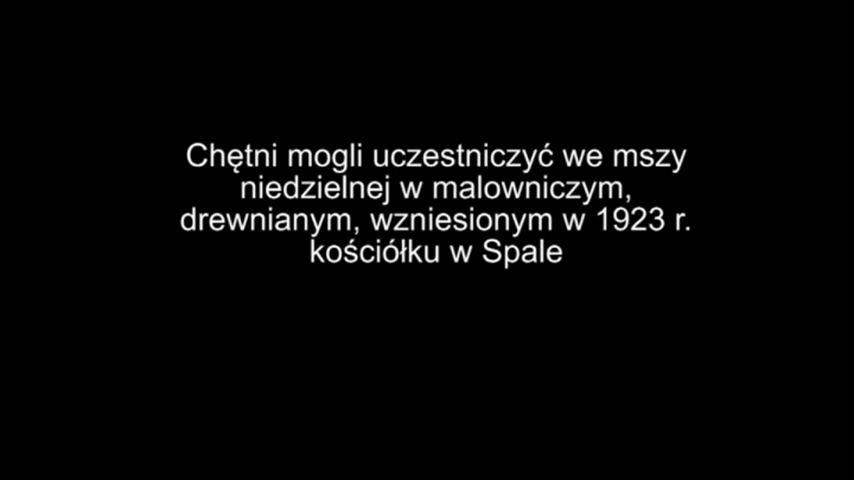 Chętni mogli uczestniczyć we mszy
niedzielnej w malowniczym,
drewnianym, wzniesionym w 1923 r.
kościółku w Spale